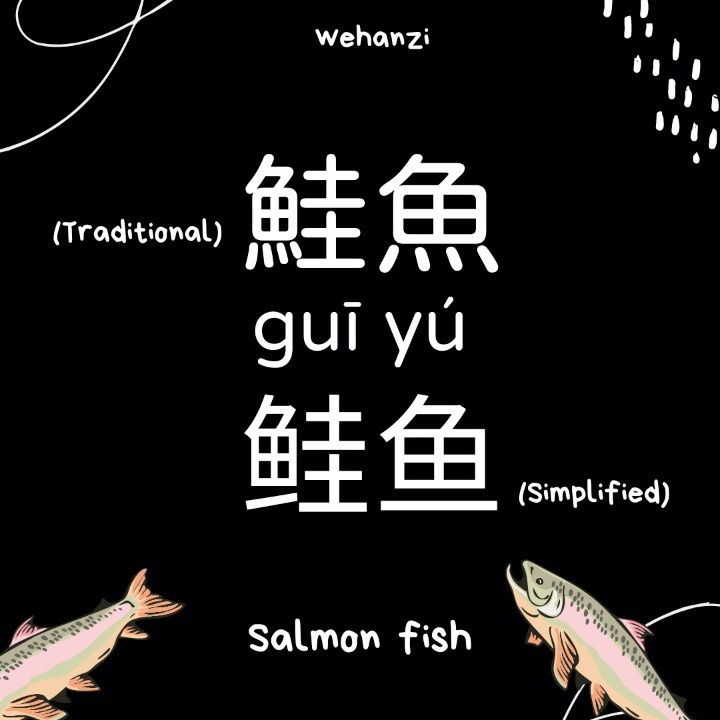 wehanzi
鮭魚
(Traditional)
guī yú
鲑鱼
(Simplified)
Salmon fish